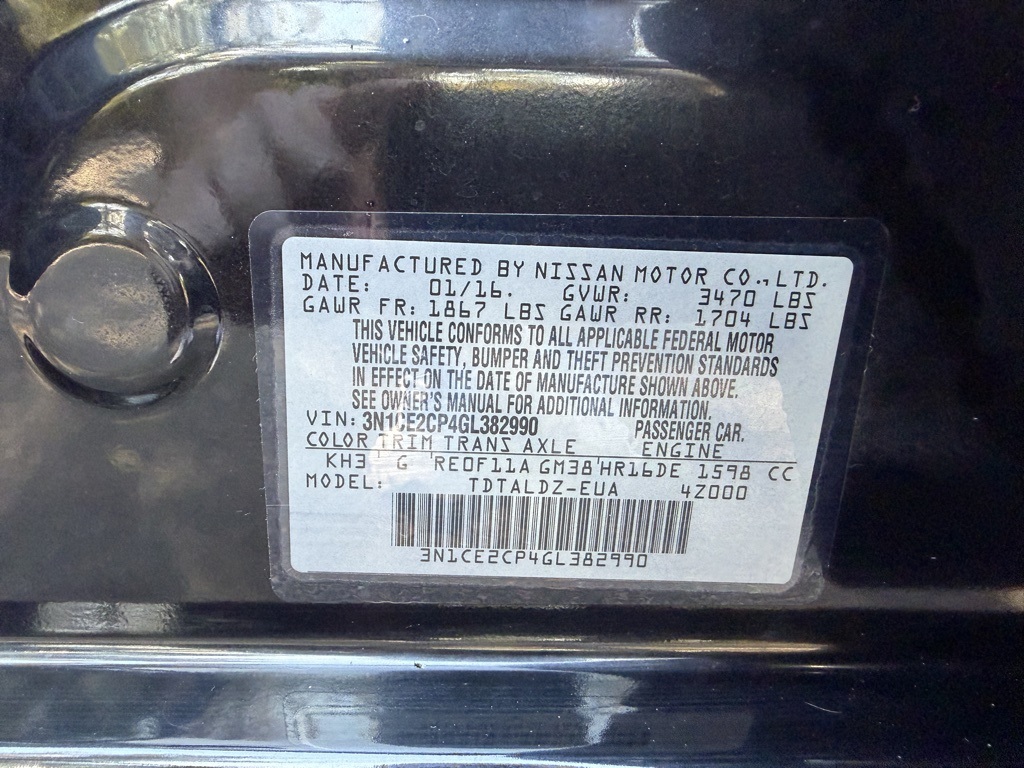 MANUFACTURED BY NISSAN MOTOR CO., LTD.
DATE: 01/16. GVWR: 3470 LBS
GAWR FR: 1867 LBS GAWR RR: 1704 LBS
THIS VEHICLE CONFORMS TO ALL APPLICABLE FEDERAL MOTOR
VEHICLE SAFETY, BUMPER AND THEFT PREVENTION STANDARDS
IN EFFECT ON THE DATE OF MANUFACTURE SHOWN ABOVE.
SEE OWNER'S MANUAL FOR ADDITIONAL INFORMATION.
VIN: 3N1CE2CP4GL382990 PASSENGER CAR.
COLOR TRIM TRANS AXLE ENGINE
KH3 ' G 'RE0F11A GM38'HR16DE 1598 CC
MODEL: TDTALDZ-EUA 4Z000
3N1CE2CP4GL382990